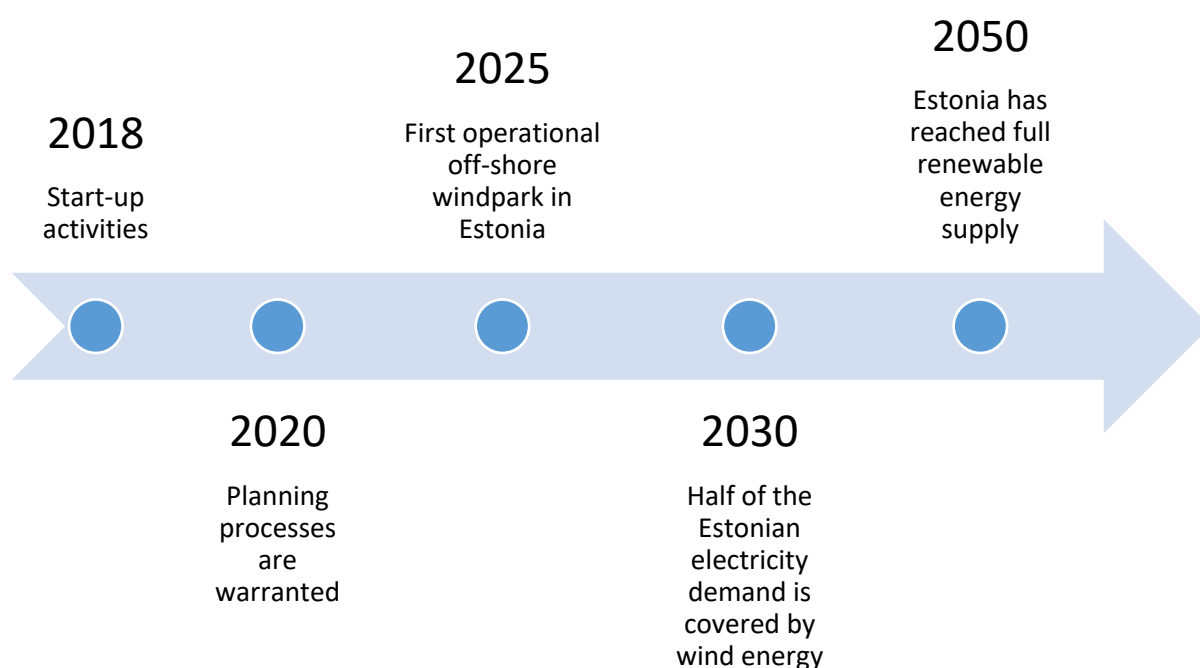 2018
Start-up
activities
2020
Planning
processes
are
warranted
2025
First operational
off-shore
windpark in
Estonia
2030
Half of the
Estonian
electricity
demand is
covered by
wind energy
2050
Estonia has
reached full
renewable
energy
supply